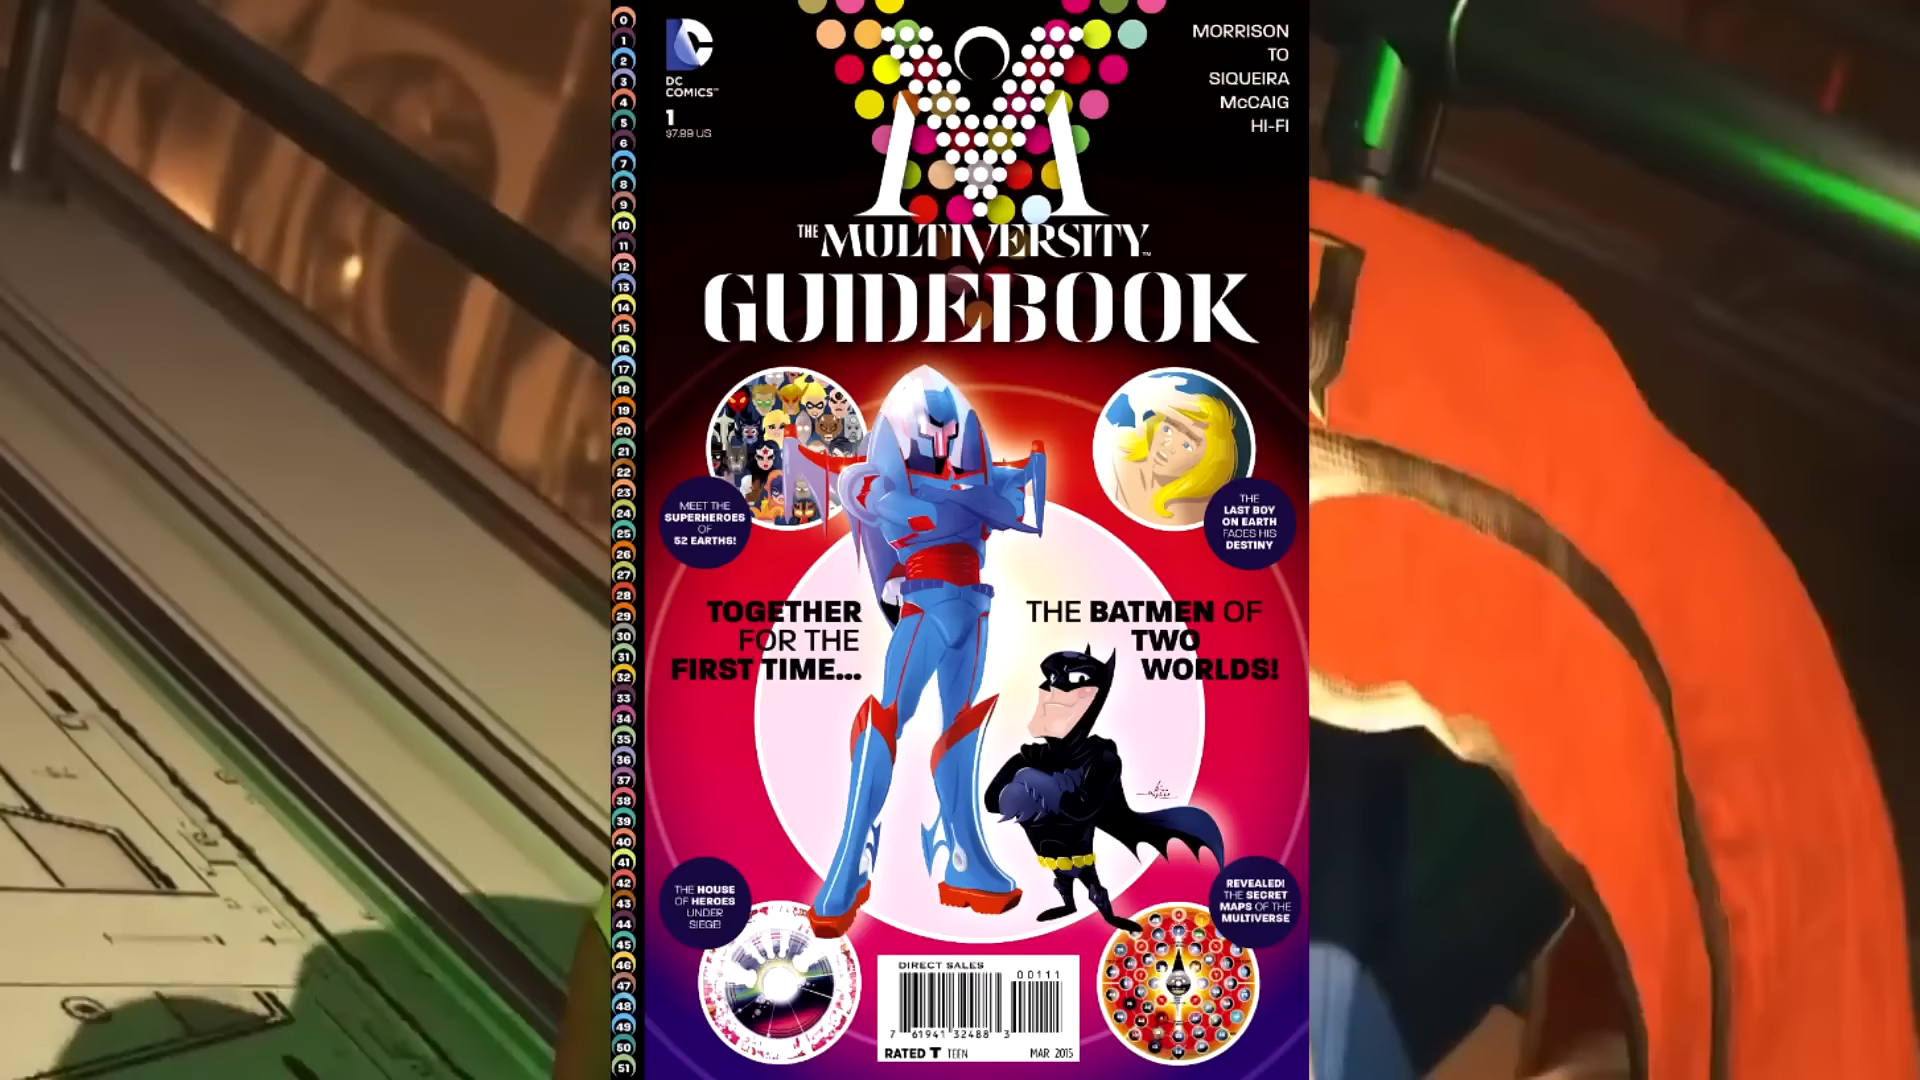 0
1
2
3
4
5
6
7
8
9
10
11
12
13
14
15
16
17
18
19
20
21
22
23
24
25
26
27
28
29
30
31
32
33
34
35
36
37
38
39
40
41
42
43
44
45
46
47
48
49
50
51
DC
DC
COMICS™
1
$7.99 US
MORRISON
TO
SIQUEIRA
McCAIG
HI-FI
M
THE MULTIVERSITY™
GUIDEBOOK
MEET THE
SUPERHEROES
OF
52 EARTHS!
THE
LAST BOY
ON EARTH
FACES HIS
DESTINY
TOGETHER
FOR THE
FIRST TIME...
THE BATMEN OF
TWO
WORLDS!
THE HOUSE
OF HEROES
UNDER
SIEGE!
REVEALED!
THE SECRET
MAPS OF THE
MULTIVERSE
DIRECT SALES
00111
7 61941 32488 3
RATED T TEEN
MAR 2015